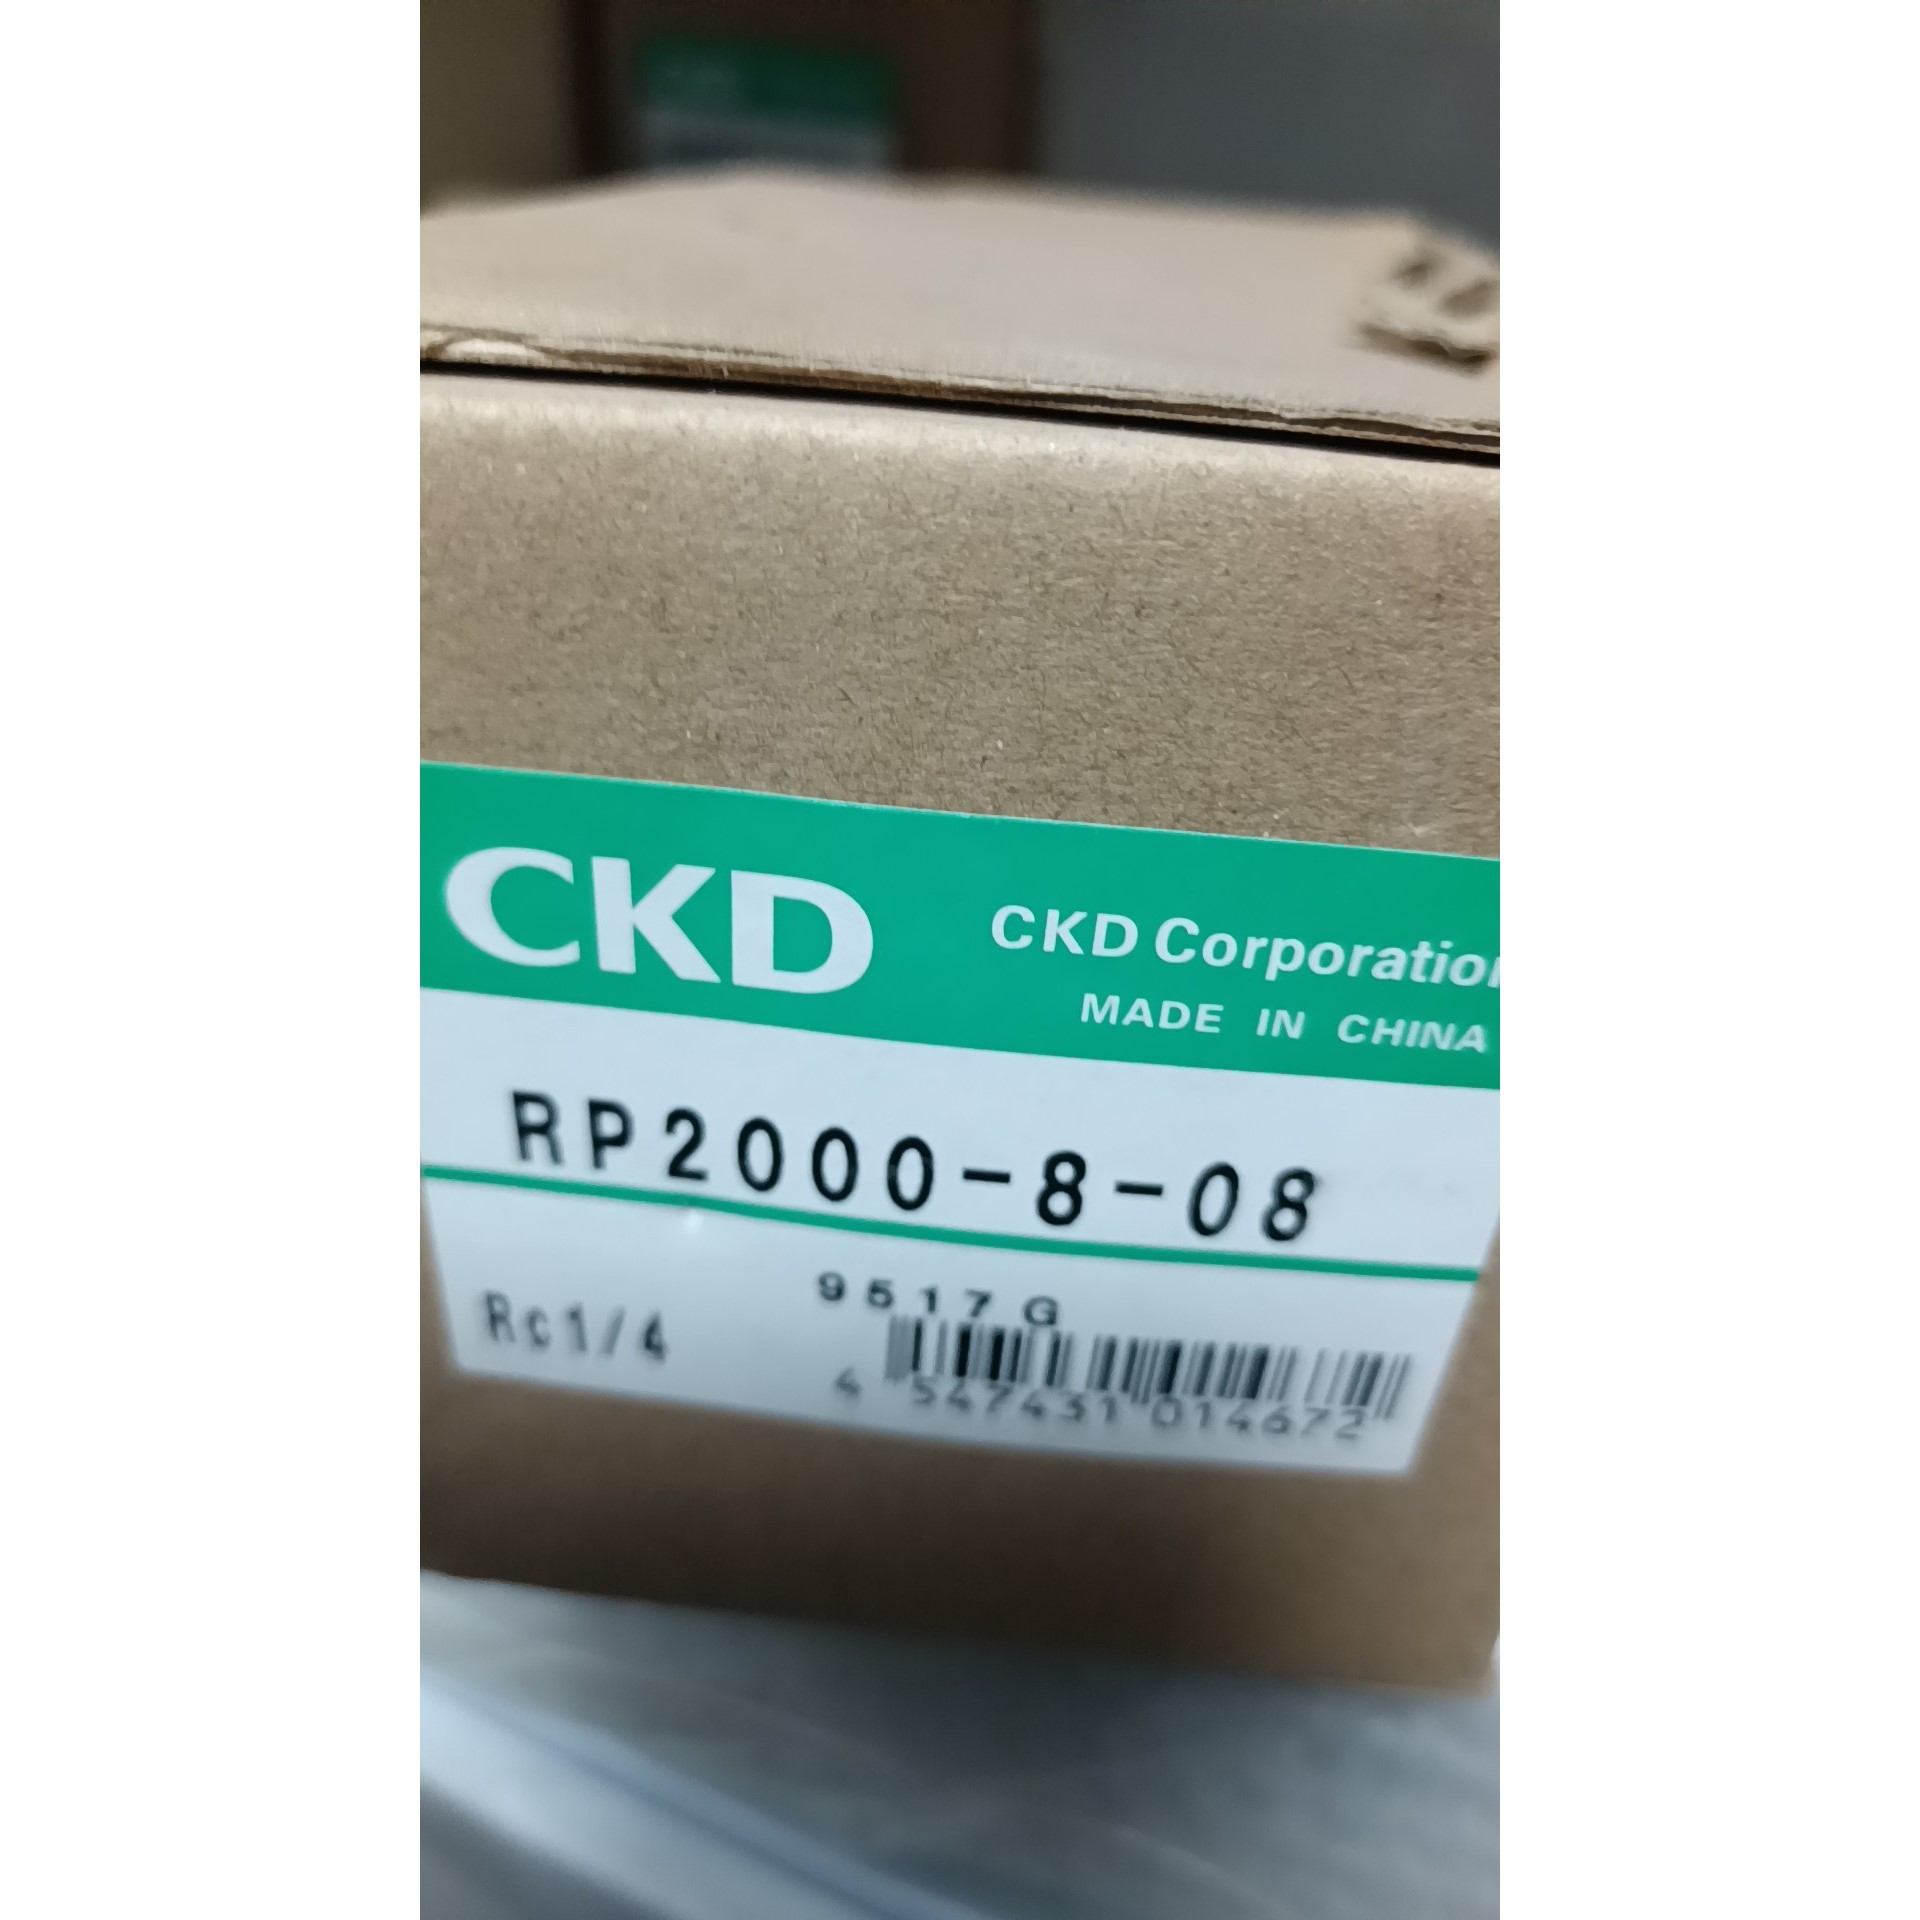 CKD
CKD Corporation
MADE IN CHINA
RP2000-8-08
9517G
Rc1/4
4 547431 014672